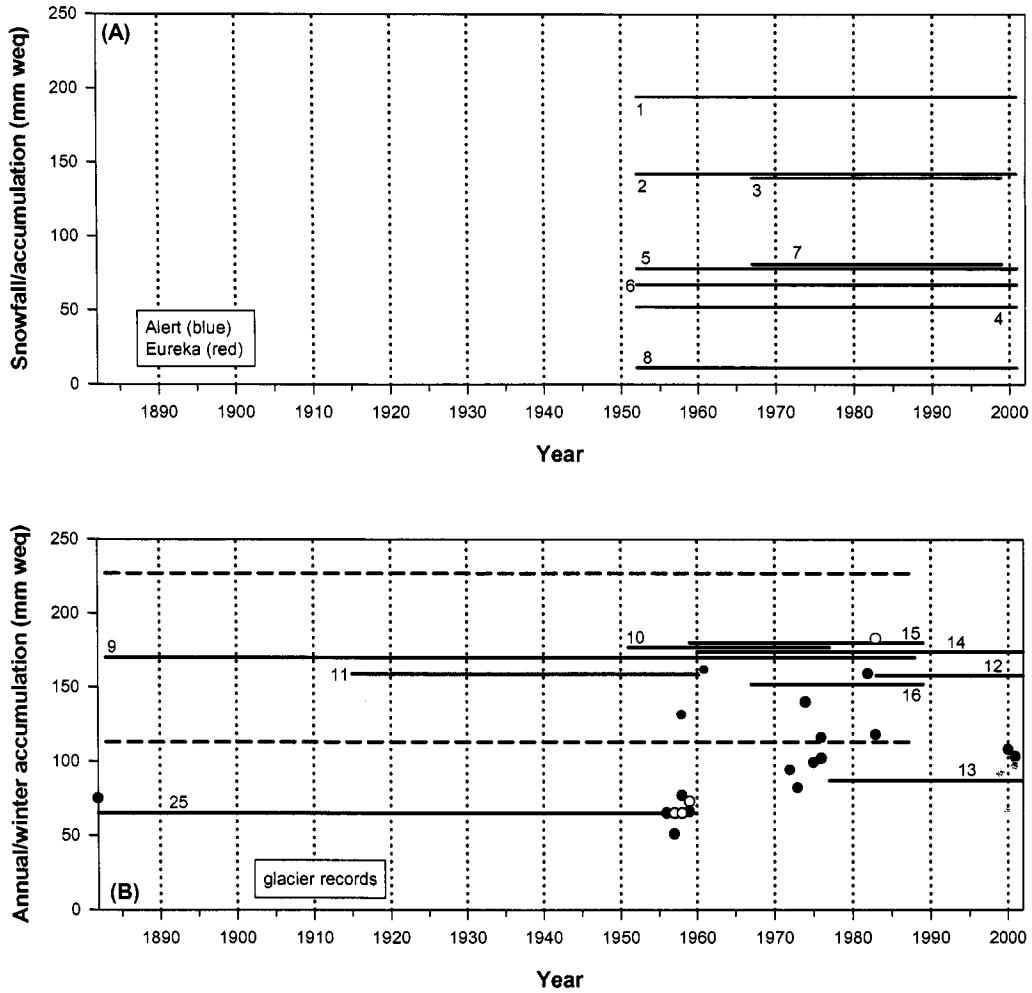 (A)
Snowfall/accumulation (mm weq)
250
200
150
100
50
0
1
2
3
5
7
6
4
8
Alert (blue)
Eureka (red)
1890 1900 1910 1920 1930 1940 1950 1960 1970 1980 1990 2000
Year
Annual/winter accumulation (mm weq)
250
200
150
100
50
0
9
10
15
14
11
12
16
13
25
glacier records
(B)
1890 1900 1910 1920 1930 1940 1950 1960 1970 1980 1990 2000
Year